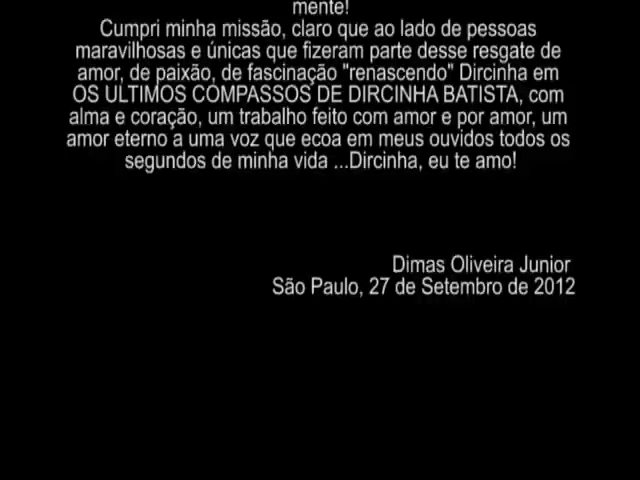 mente!
Cumpri minha missão, claro que ao lado de pessoas
maravilhosas e únicas que fizeram parte desse resgate de
amor, de paixão, de fascinação "renascendo" Dircinha em
OS ULTIMOS COMPASSOS DE DIRCINHA BATISTA, com
alma e coração, um trabalho feito com amor e por amor, um
amor eterno a uma voz que ecoa em meus ouvidos todos os
segundos de minha vida ...Dircinha, eu te amo!
Dimas Oliveira Junior
São Paulo, 27 de Setembro de 2012